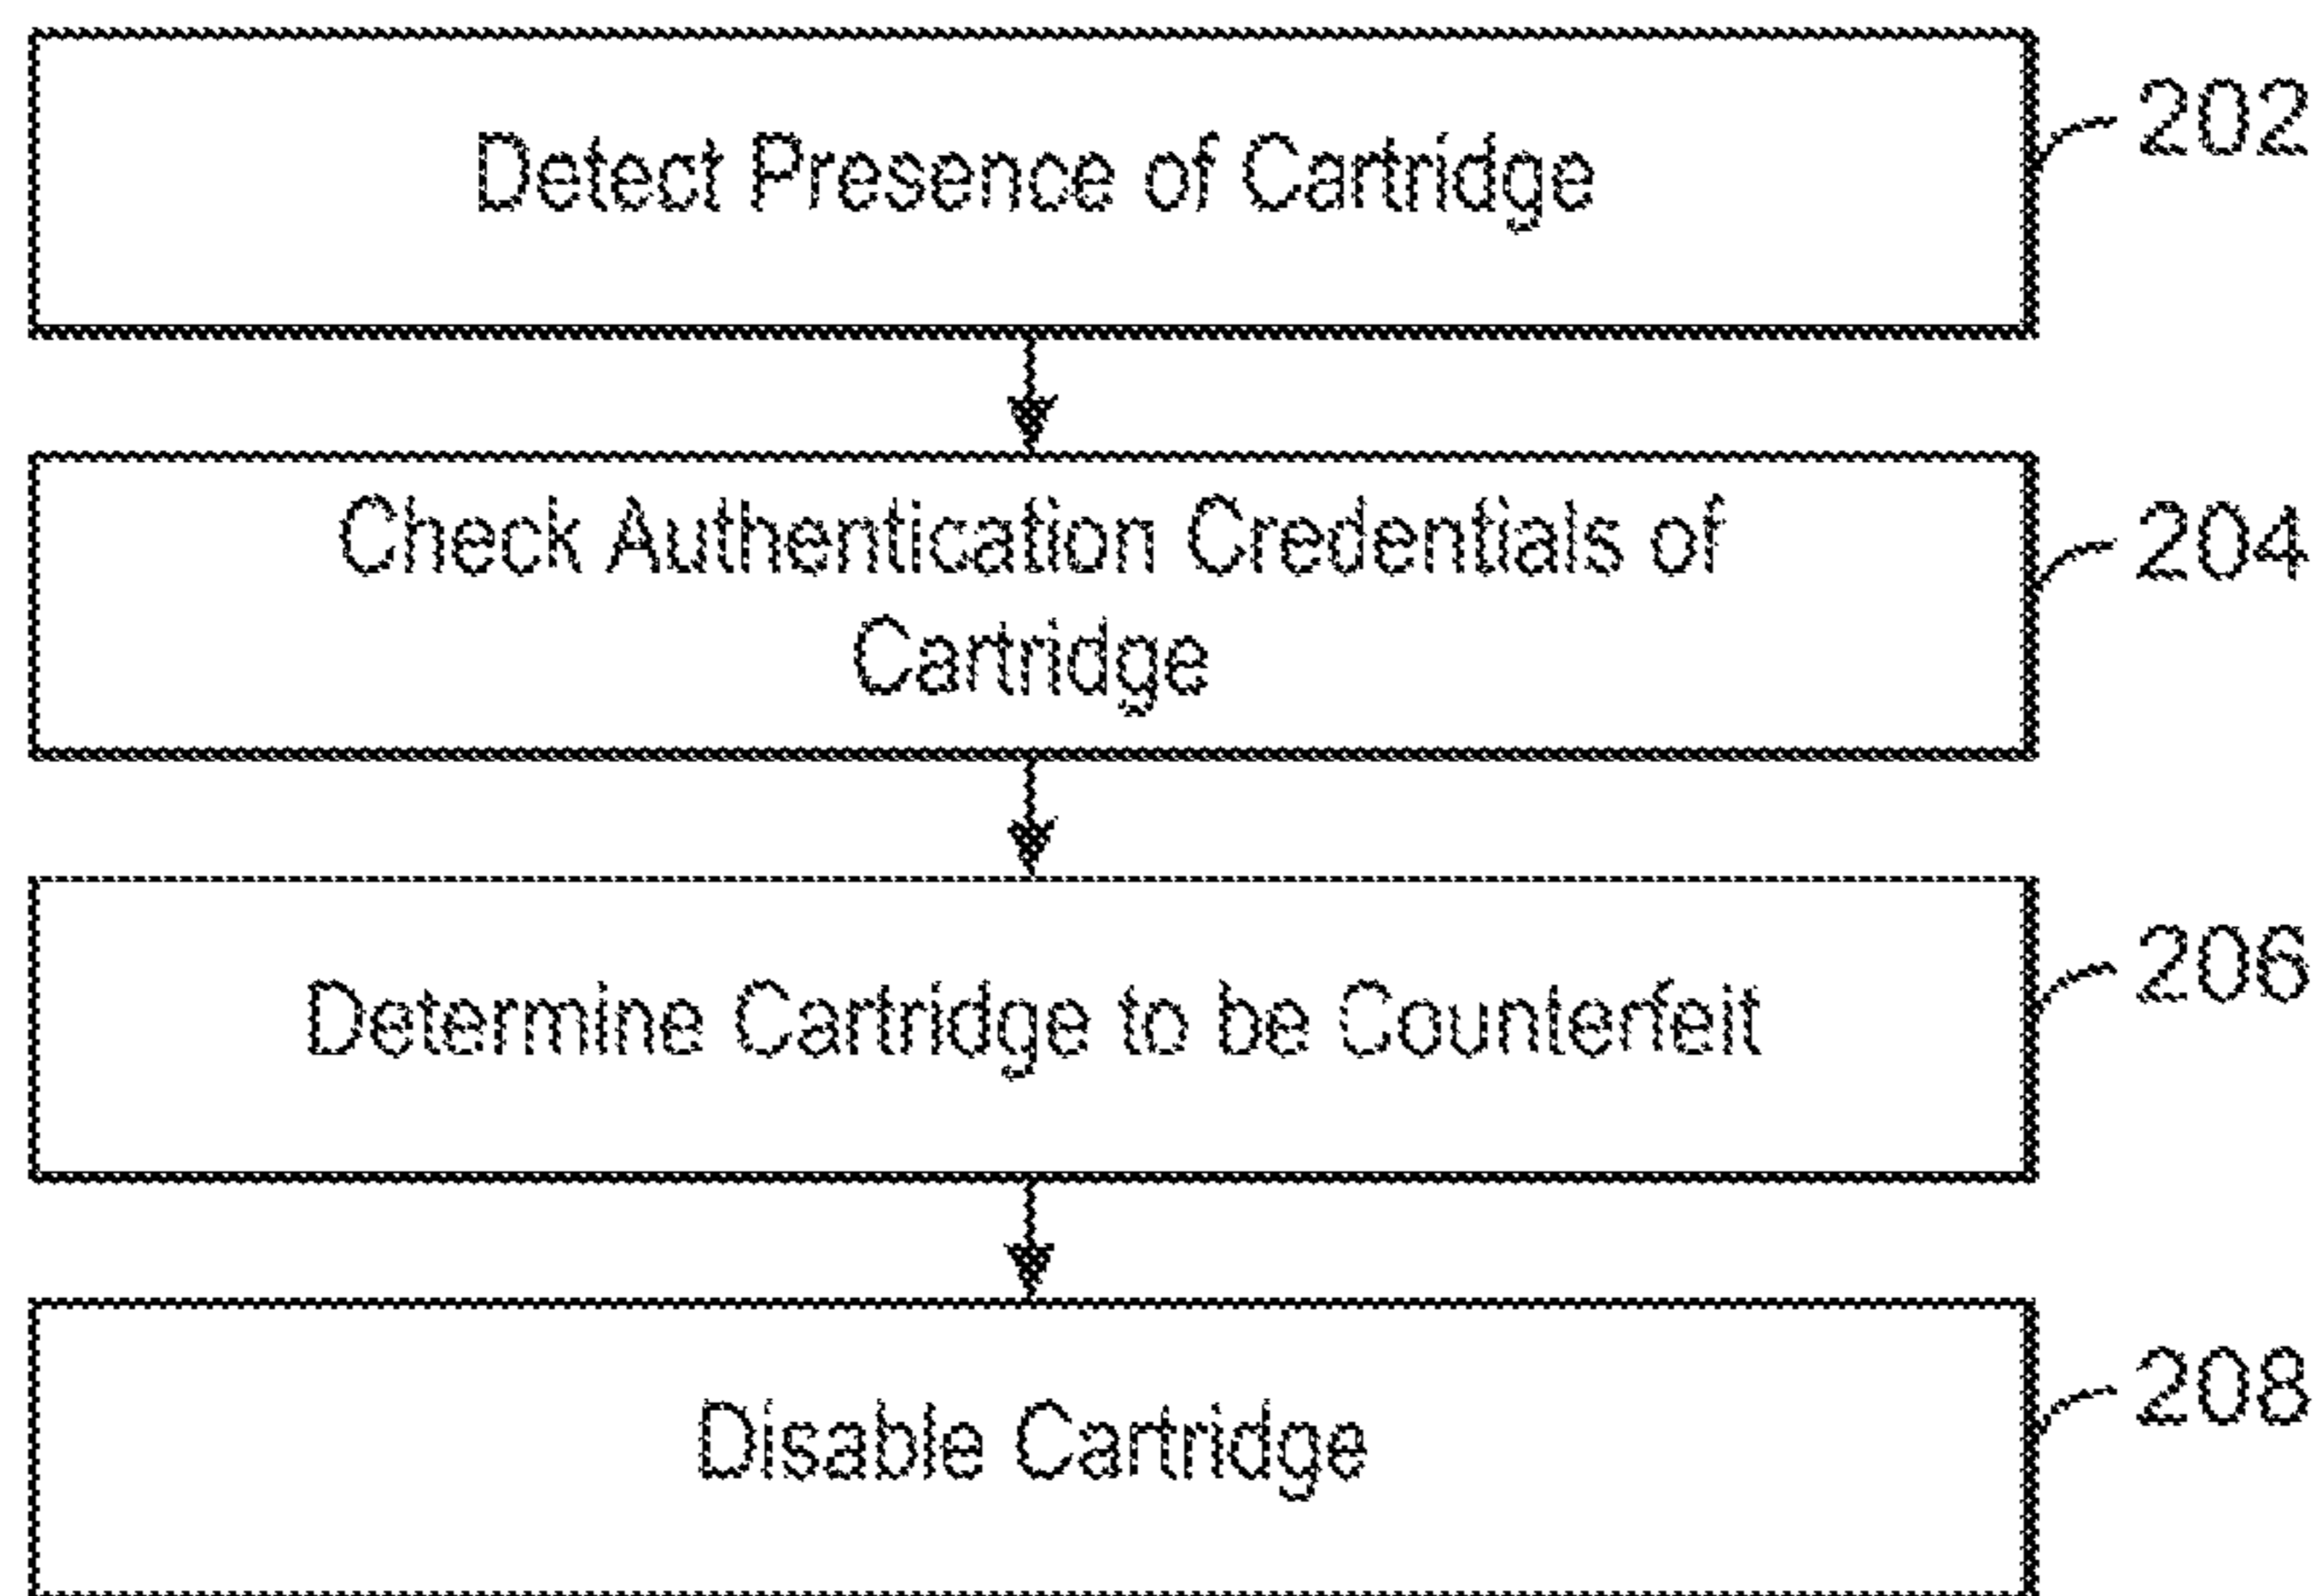 Detect Presence of Cartridge
202
Check Authentication Credentials of
Cartridge
204
Determine Cartridge to be Counterfeit
206
Disable Cartridge
208